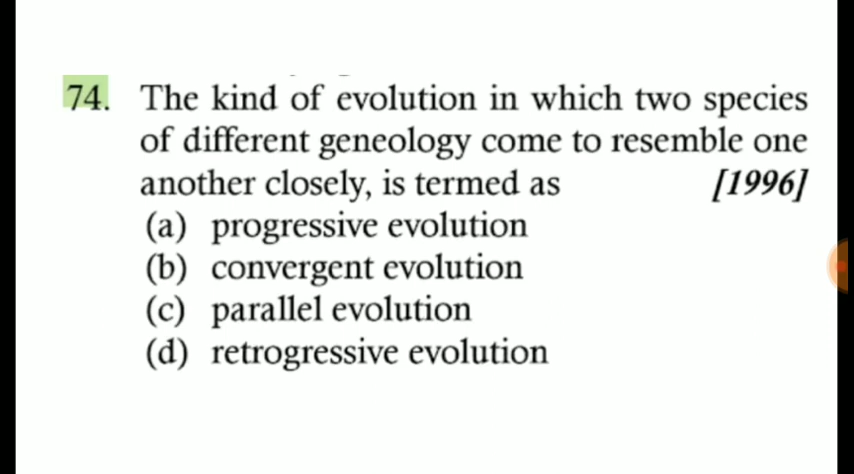 74. The kind of evolution in which two species
of different geneology come to resemble one
another closely, is termed as [1996]
(a) progressive evolution
(b) convergent evolution
(c) parallel evolution
(d) retrogressive evolution